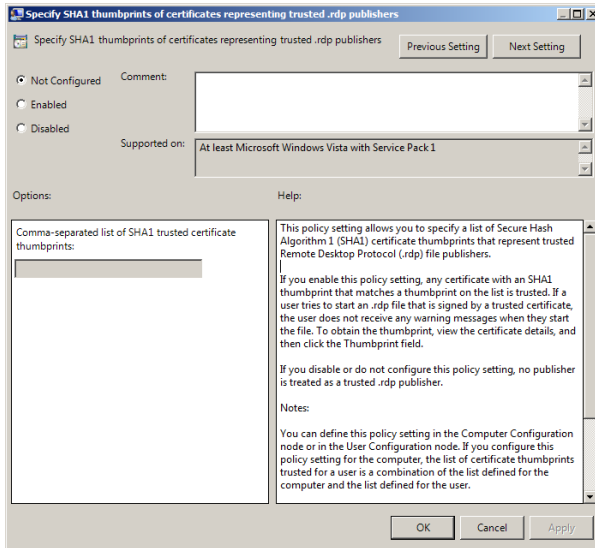 Specify SHA1 thumbprints of certificates representing trusted .rdp publishers
Specify SHA1 thumbprints of certificates representing trusted .rdp publishers
Previous Setting
Next Setting
Not Configured
Enabled
Disabled
Comment:
Supported on:
At least Microsoft Windows Vista with Service Pack 1
Options:
Help:
Comma-separated list of SHA1 trusted certificate
thumbprints:
This policy setting allows you to specify a list of Secure Hash
Algorithm 1 (SHA1) certificate thumbprints that represent trusted
Remote Desktop Protocol (.rdp) file publishers.
If you enable this policy setting, any certificate with an SHA1
thumbprint that matches a thumbprint on the list is trusted. If a
user tries to start an .rdp file that is signed by a trusted certificate,
the user does not receive any warning messages when they start
the file. To obtain the thumbprint, view the certificate details, and
then click the Thumbprint field.
If you disable or do not configure this policy setting, no publisher
is treated as a trusted .rdp publisher.
Notes:
You can define this policy setting in the Computer Configuration
node or in the User Configuration node. If you configure this
policy setting for the computer, the list of certificate thumbprints
trusted for a user is a combination of the list defined for the
computer and the list defined for the user.
OK
Cancel
Apply